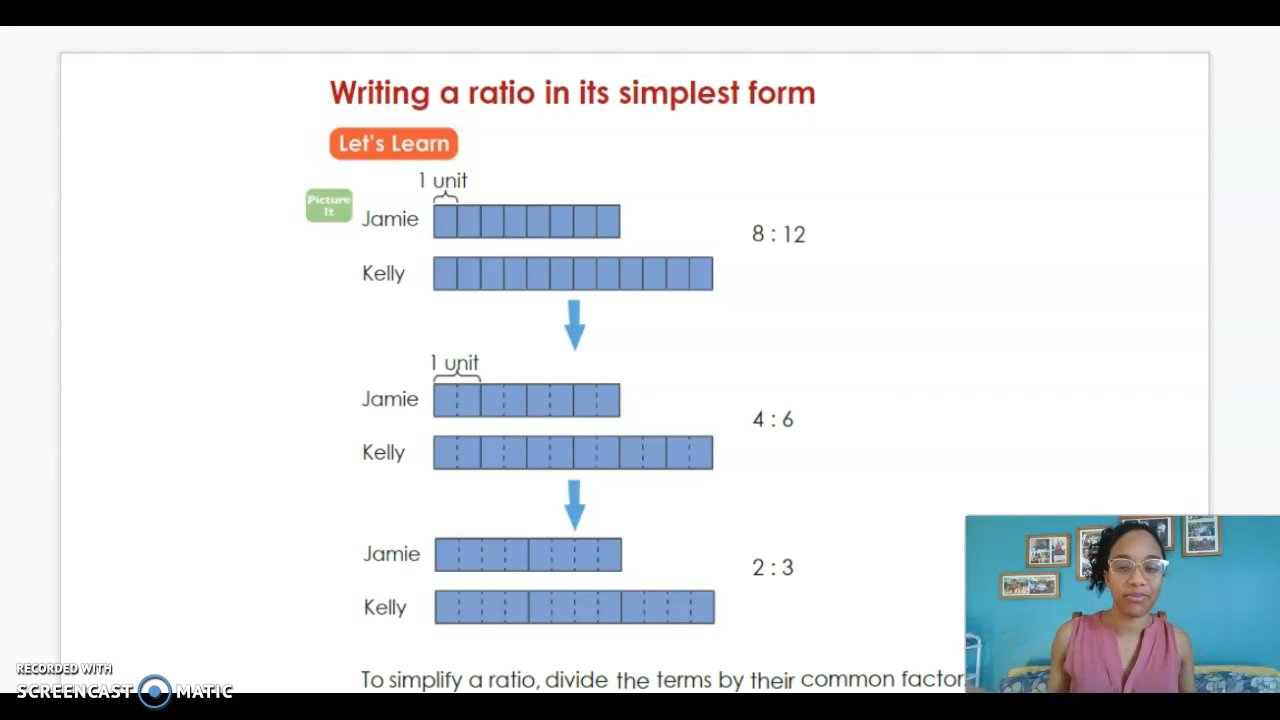 Writing a ratio in its simplest form
Let's Learn
1 unit
Picture
It
Jamie
8 : 12
Kelly
1 unit
Jamie
4 : 6
Kelly
Jamie
2 : 3
Kelly
To simplify a ratio, divide the terms by their common factor
RECORDED WITH
SCREENCAST MATIC